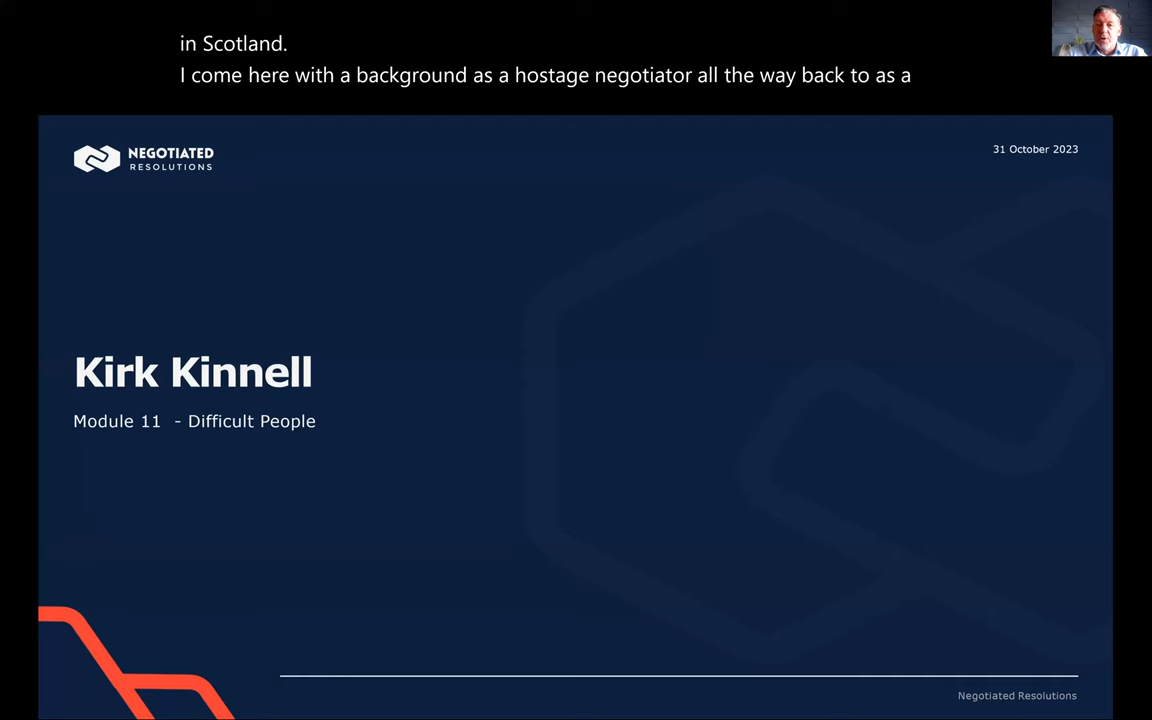 in Scotland.
I come here with a background as a hostage negotiator all the way back to as a
NEGOTIATED
RESOLUTIONS
31 October 2023
Kirk Kinnell
Module 11 - Difficult People
Negotiated Resolutions